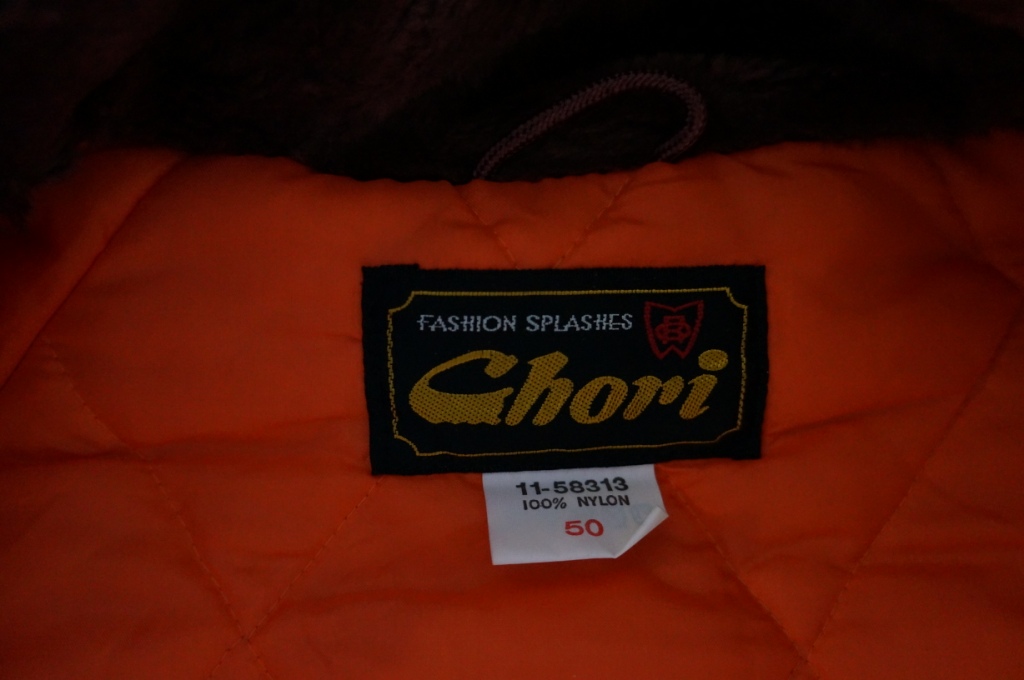 FASHION SPLASHES
Chori
11-58313
100% NYLON
50